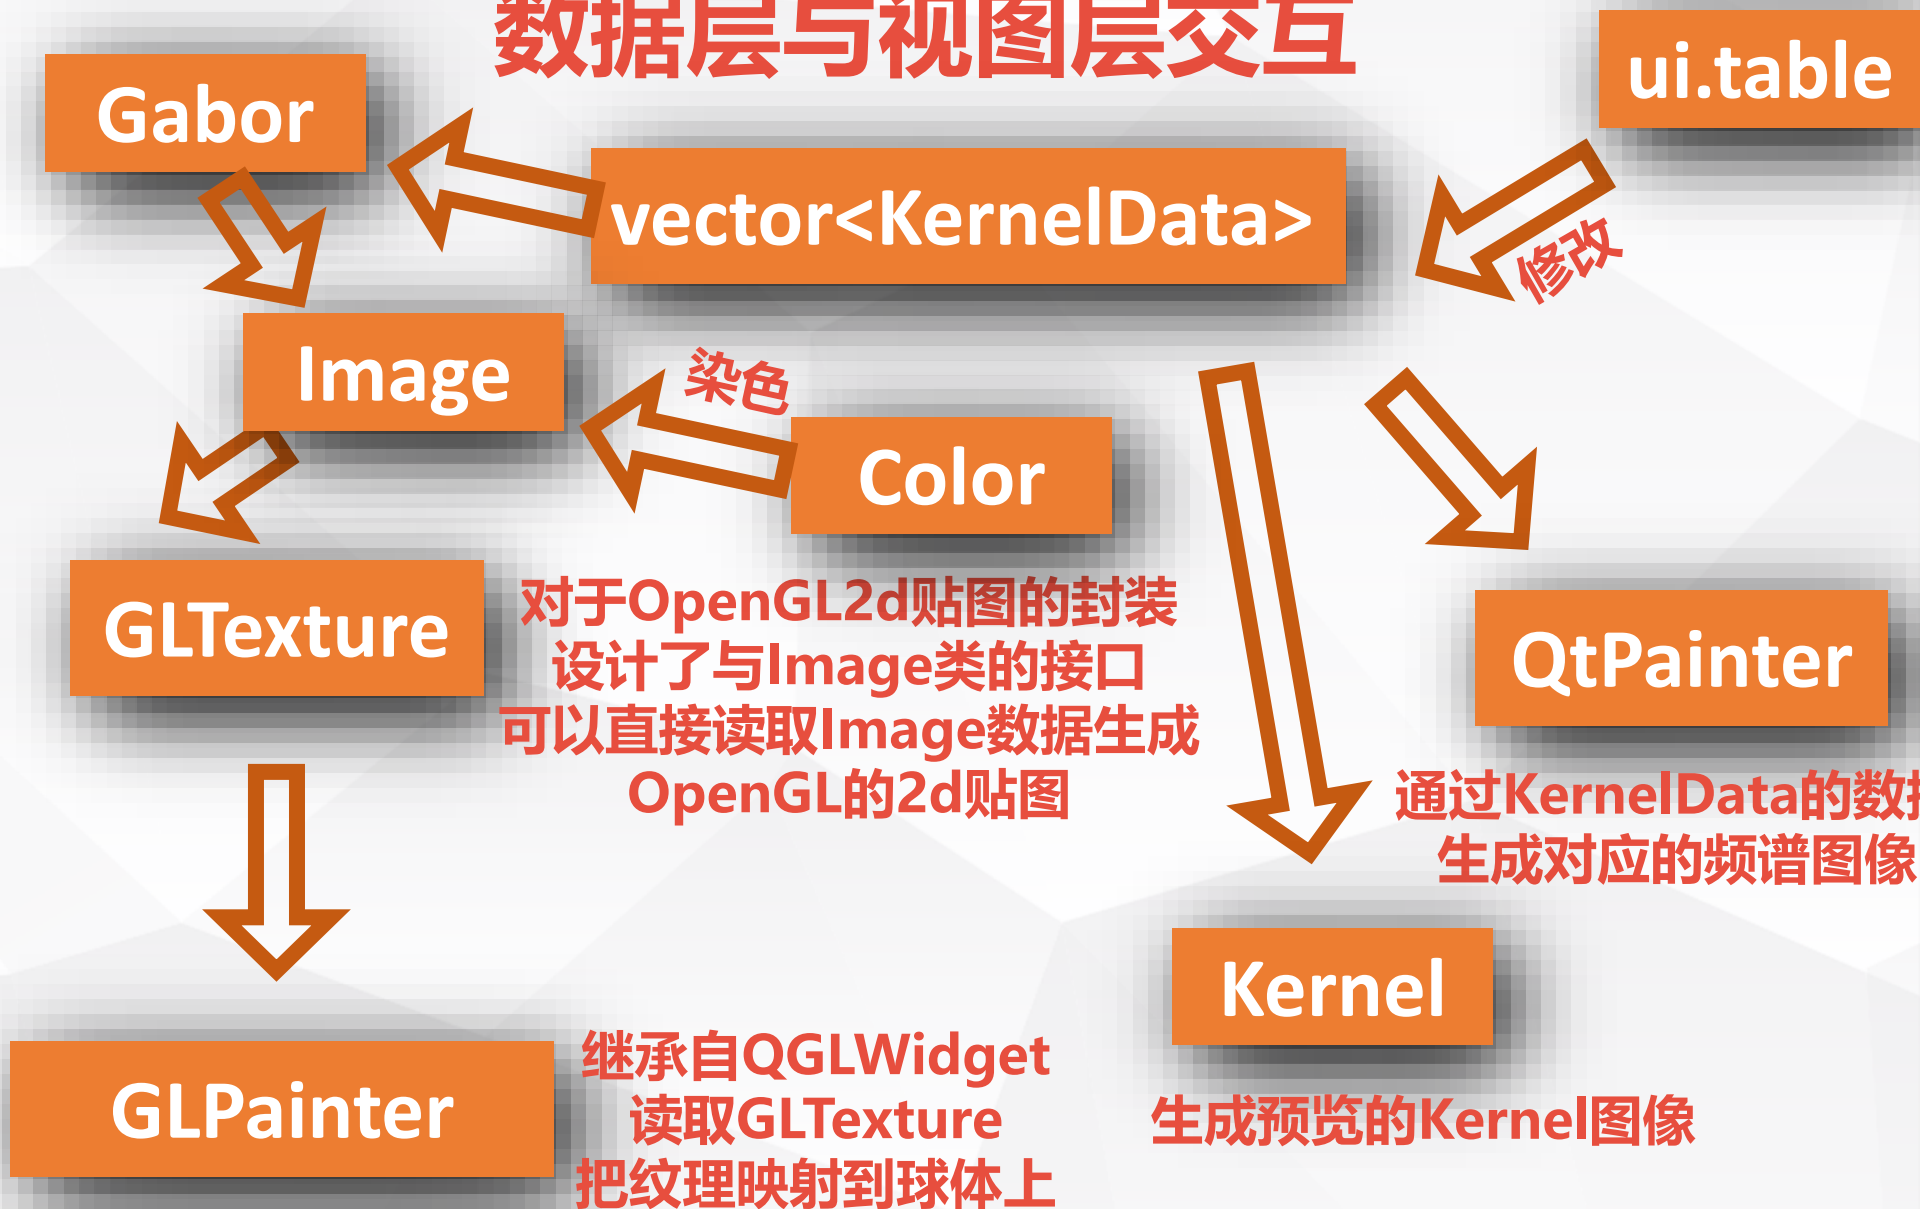 数据层与视图层交互
Gabor
ui.table
vector<KernelData>
修改
Image
染色
Color
GLTexture
对于OpenGL2d贴图的封装
设计了与Image类的接口
可以直接读取Image数据生成
OpenGL的2d贴图
QtPainter
通过KernelData的数据
生成对应的频谱图像
Kernel
生成预览的Kernel图像
GLPainter
继承自QGLWidget
读取GLTexture
把纹理映射到球体上